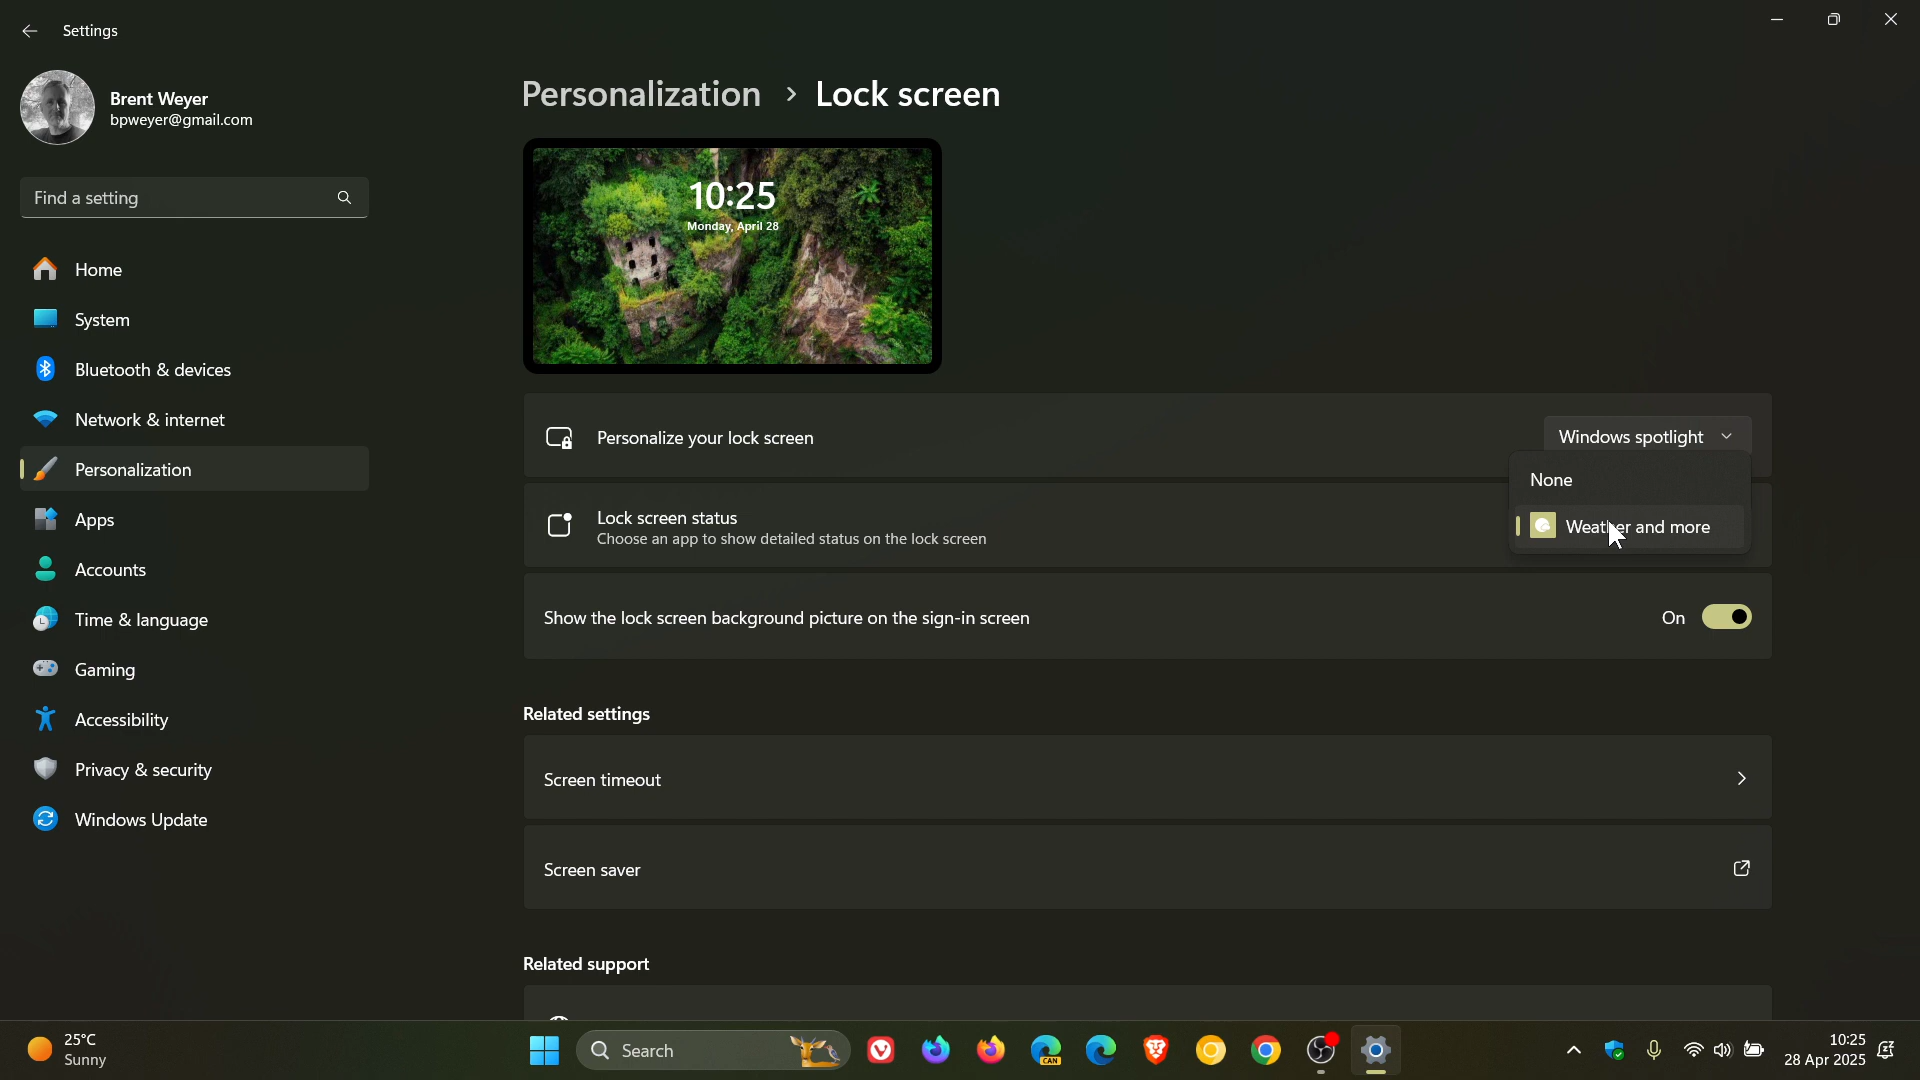 Settings
Brent Weyer
bpweyer@gmail.com
Find a setting
Home
System
Bluetooth & devices
Network & internet
Personalization
Apps
Accounts
Time & language
Gaming
Accessibility
Privacy & security
Windows Update
Personalization > Lock screen
10:25
Monday, April 28
Personalize your lock screen
Windows spotlight
None
Weather and more
Lock screen status
Choose an app to show detailed status on the lock screen
Show the lock screen background picture on the sign-in screen
On
Related settings
Screen timeout
Screen saver
Related support
25°C
Sunny
Search
CAN
10:25
28 Apr 2025